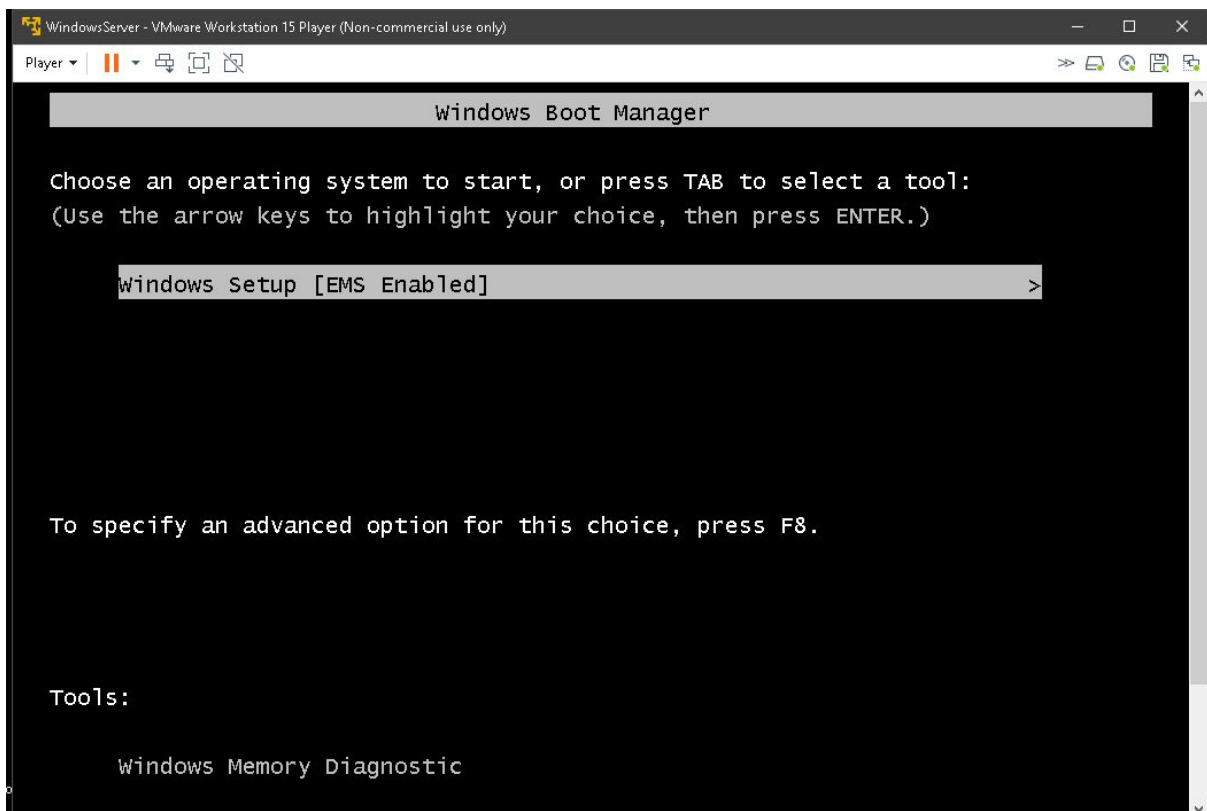 WindowsServer - VMware Workstation 15 Player (Non-commercial use only)
Player
Windows Boot Manager
Choose an operating system to start, or press TAB to select a tool:
(Use the arrow keys to highlight your choice, then press ENTER.)
Windows Setup [EMS Enabled] >
To specify an advanced option for this choice, press F8.
Tools:
Windows Memory Diagnostic